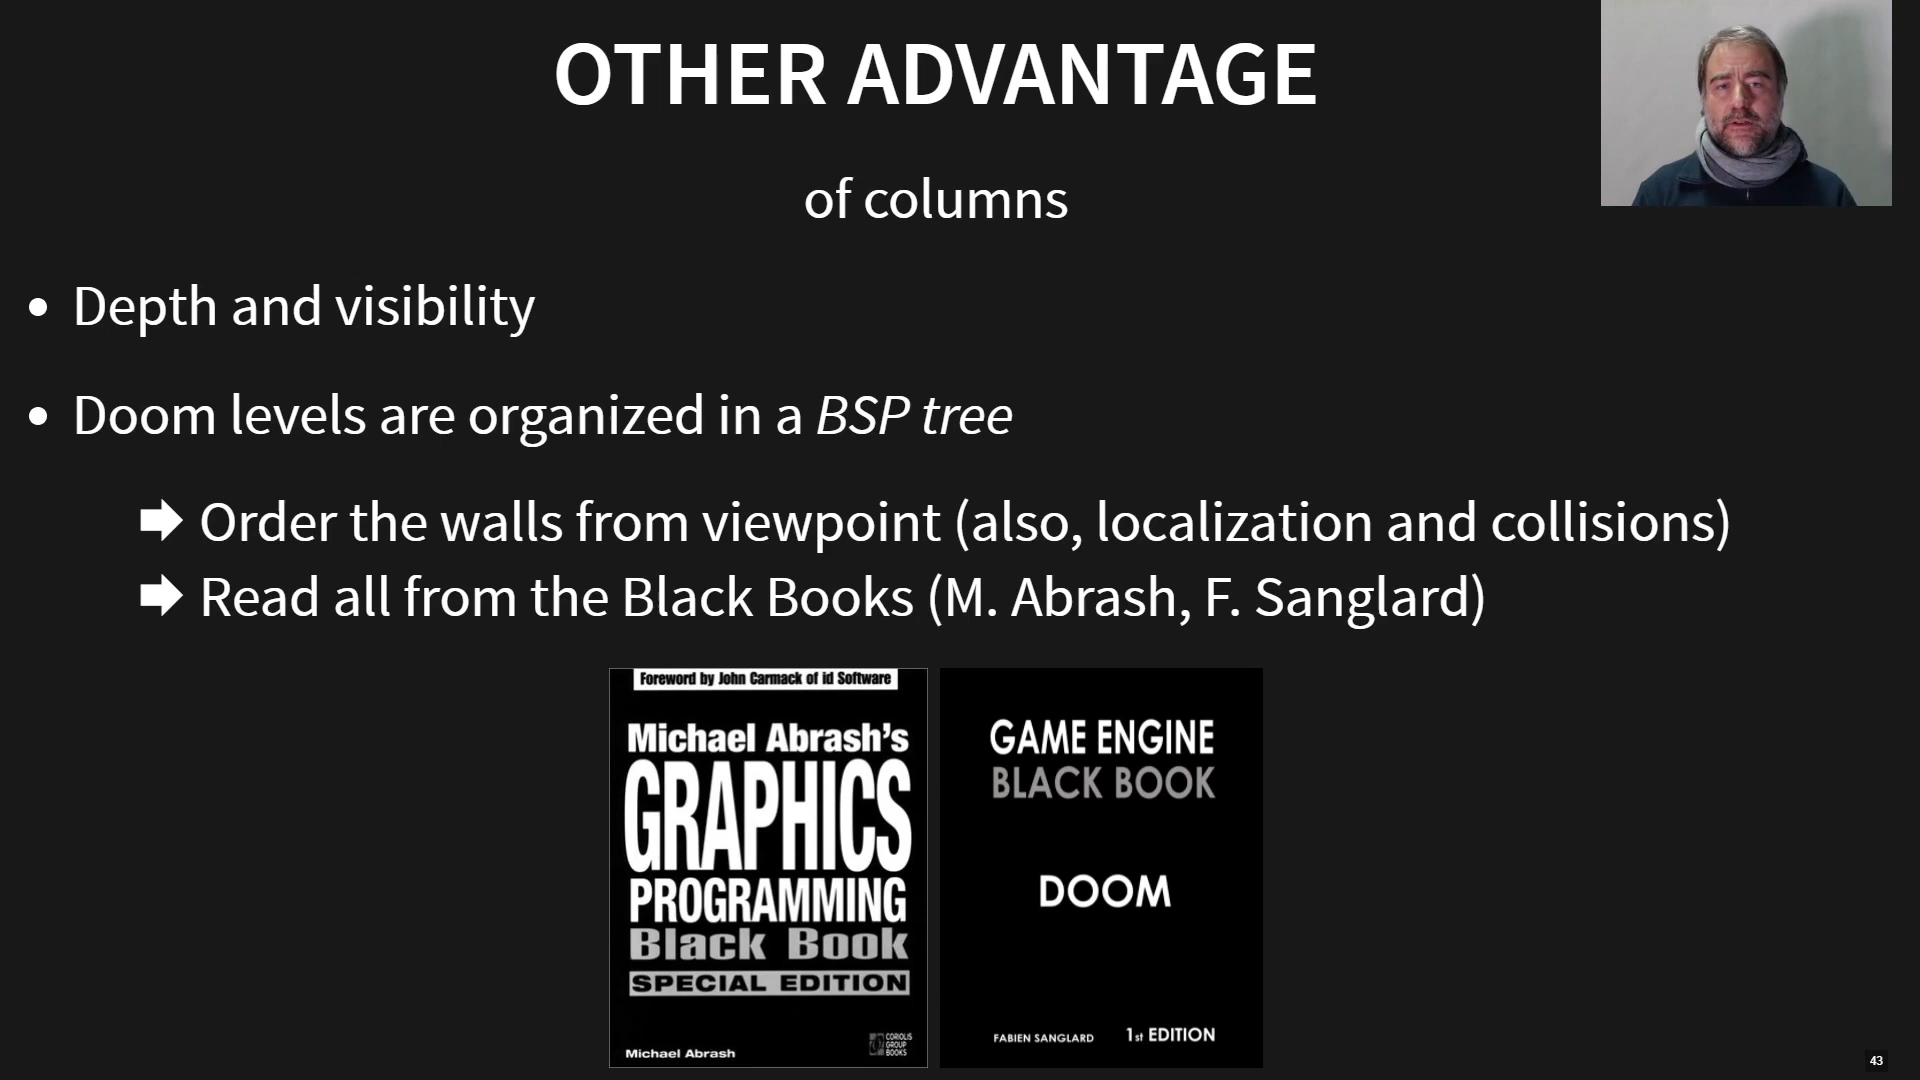 OTHER ADVANTAGE
of columns
• Depth and visibility
• Doom levels are organized in a BSP tree
➡ Order the walls from viewpoint (also, localization and collisions)
➡ Read all from the Black Books (M. Abrash, F. Sanglard)
Foreword by John Carmack of id Software
Michael Abrash's
GRAPHICS
PROGRAMMING
Black Book
SPECIAL EDITION
CORIOLIS
GROUP
BOOKS
Michael Abrash
GAME ENGINE
BLACK BOOK
DOOM
FABIEN SANGLARD 1st EDITION
43